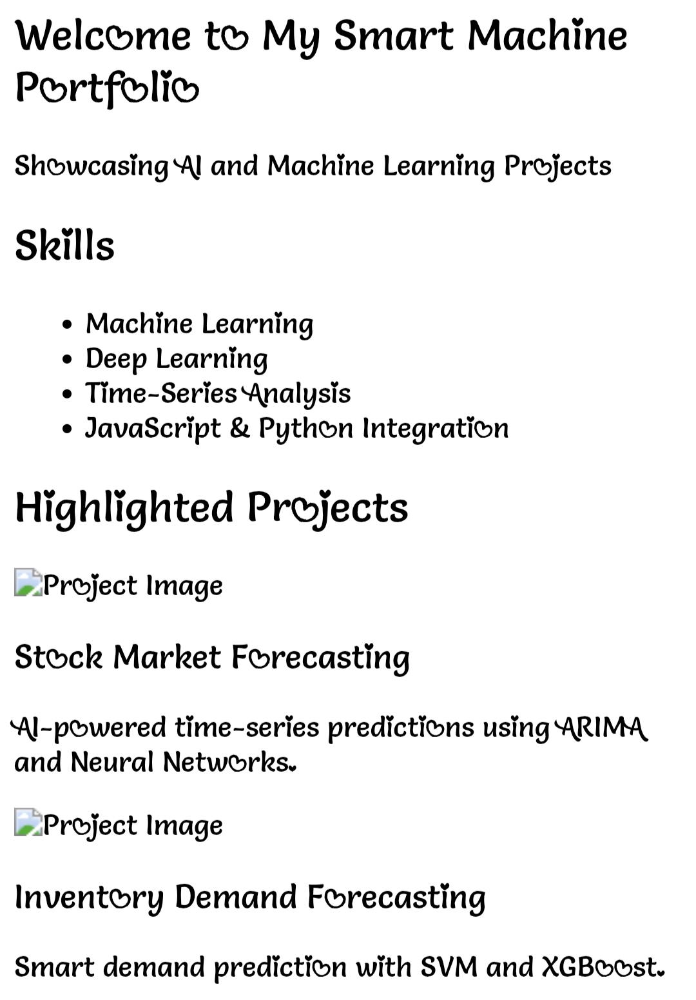 Welcome to My Smart Machine
Portfolio
Showcasing AI and Machine Learning Projects
Skills
• Machine Learning
• Deep Learning
• Time-Series Analysis
• JavaScript & Python Integration
Highlighted Projects
Project Image
Stock Market Forecasting
AI-powered time-series predictions using ARIMA
and Neural Networks.
Project Image
Inventory Demand Forecasting
Smart demand prediction with SVM and XGBoost.